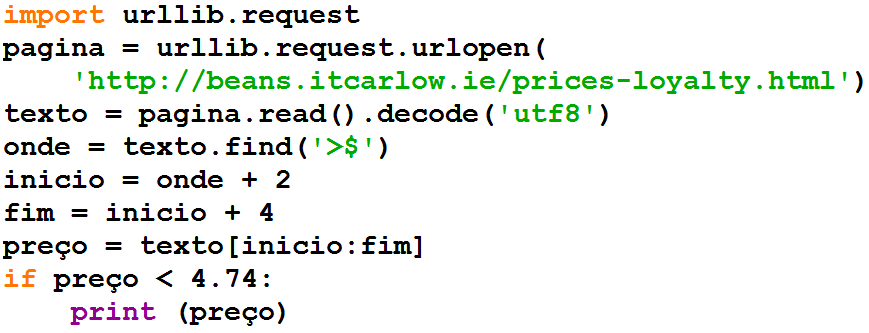 import urllib.request
pagina = urllib.request.urlopen(
    'http://beans.itcarlow.ie/prices-loyalty.html')
texto = pagina.read().decode('utf8')
onde = texto.find('>$')
inicio = onde + 2
fim = inicio + 4
preço = texto[inicio:fim]
if preço < 4.74:
    print (preço)